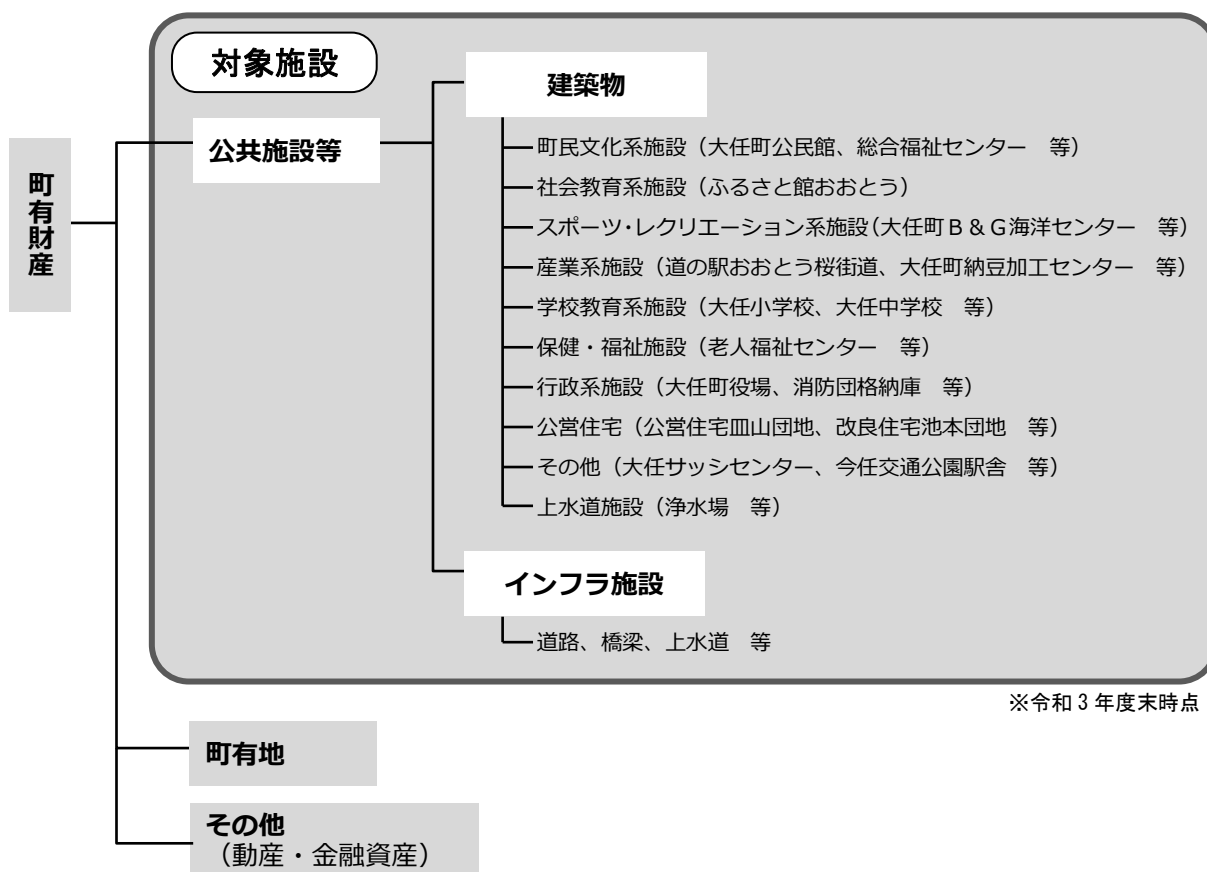 対象施設
町有財産
公共施設等
建築物
町民文化系施設（大任町公民館、総合福祉センター　等）
社会教育系施設（ふるさと館おおとう）
スポーツ・レクリエーション系施設（大任町Ｂ＆Ｇ海洋センター　等）
産業系施設（道の駅おおとう桜街道、大任町納豆加工センター　等）
学校教育系施設（大任小学校、大任中学校　等）
保健・福祉施設（老人福祉センター　等）
行政系施設（大任町役場、消防団格納庫　等）
公営住宅（公営住宅皿山団地、改良住宅池本団地　等）
その他（大任サッシセンター、今任交通公園駅舎　等）
上水道施設（浄水場　等）
インフラ施設
道路、橋梁、上水道　等
※令和３年度末時点
町有地
その他
（動産・金融資産）